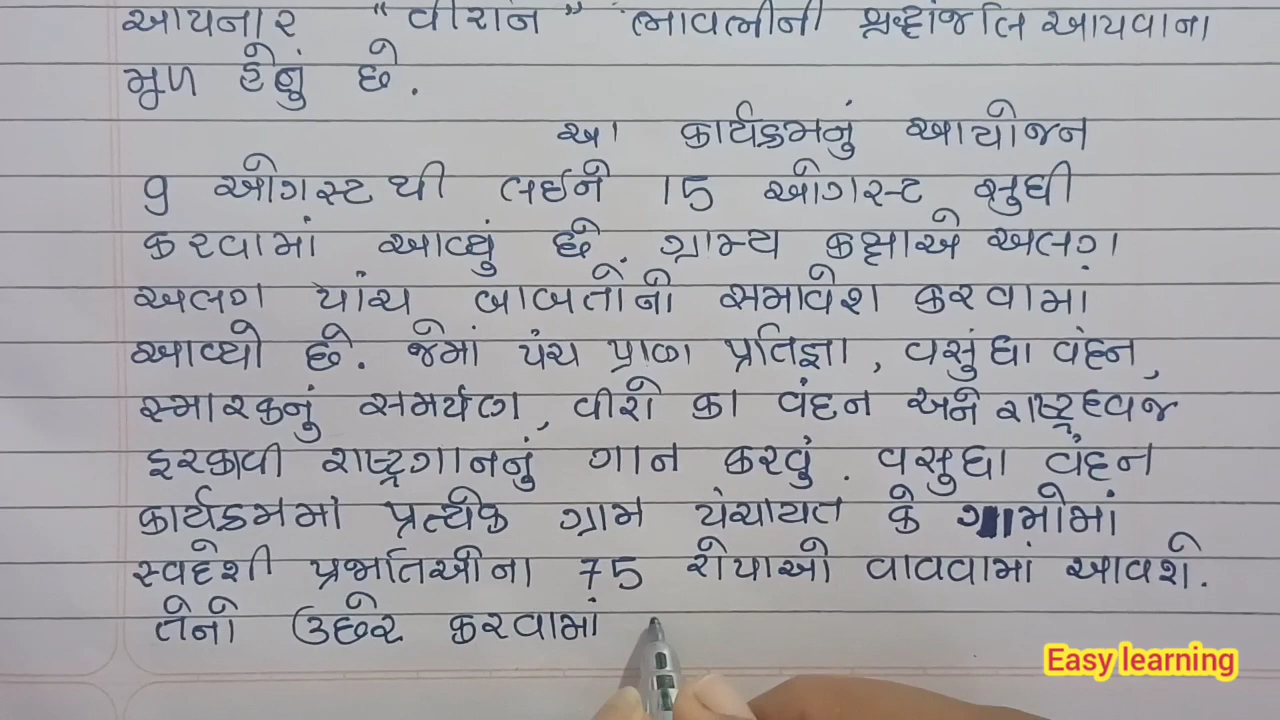 આપનાર “વીરાંન” ભાવભીની શ્રદ્ધાંજલિ આપવાના
મૂળ હેતું છે.
આ કાર્યક્રમનું આયોજન
9 ઓગસ્ટ થી લઈને 15 ઓગસ્ટ સુધી
કરવામાં આવ્યું છે. ગ્રામ્ય કક્ષાએ અલગ
અલગ પાંચ બાબતોનો સમાવેશ કરવામાં
આવ્યો છે. જેમાં પંચ પ્રાણ પ્રતિજ્ઞા, વસુંધા વંદન,
સ્મારકનું સમર્પણ, વીરો કા વંદન અને રાષ્ટ્રધ્વજ
ફરકાવી રાષ્ટ્રગાનનું ગાન કરવું. વસુધા વંદન
કાર્યક્રમમાં પ્રત્યેક ગ્રામ પંચાયત કે ગામોમાં
સ્વદેશી પ્રજાતિઓના 75 રોપાઓ વાવવામાં આવશે.
તેનો ઉછેર કરવામાં
Easy learning